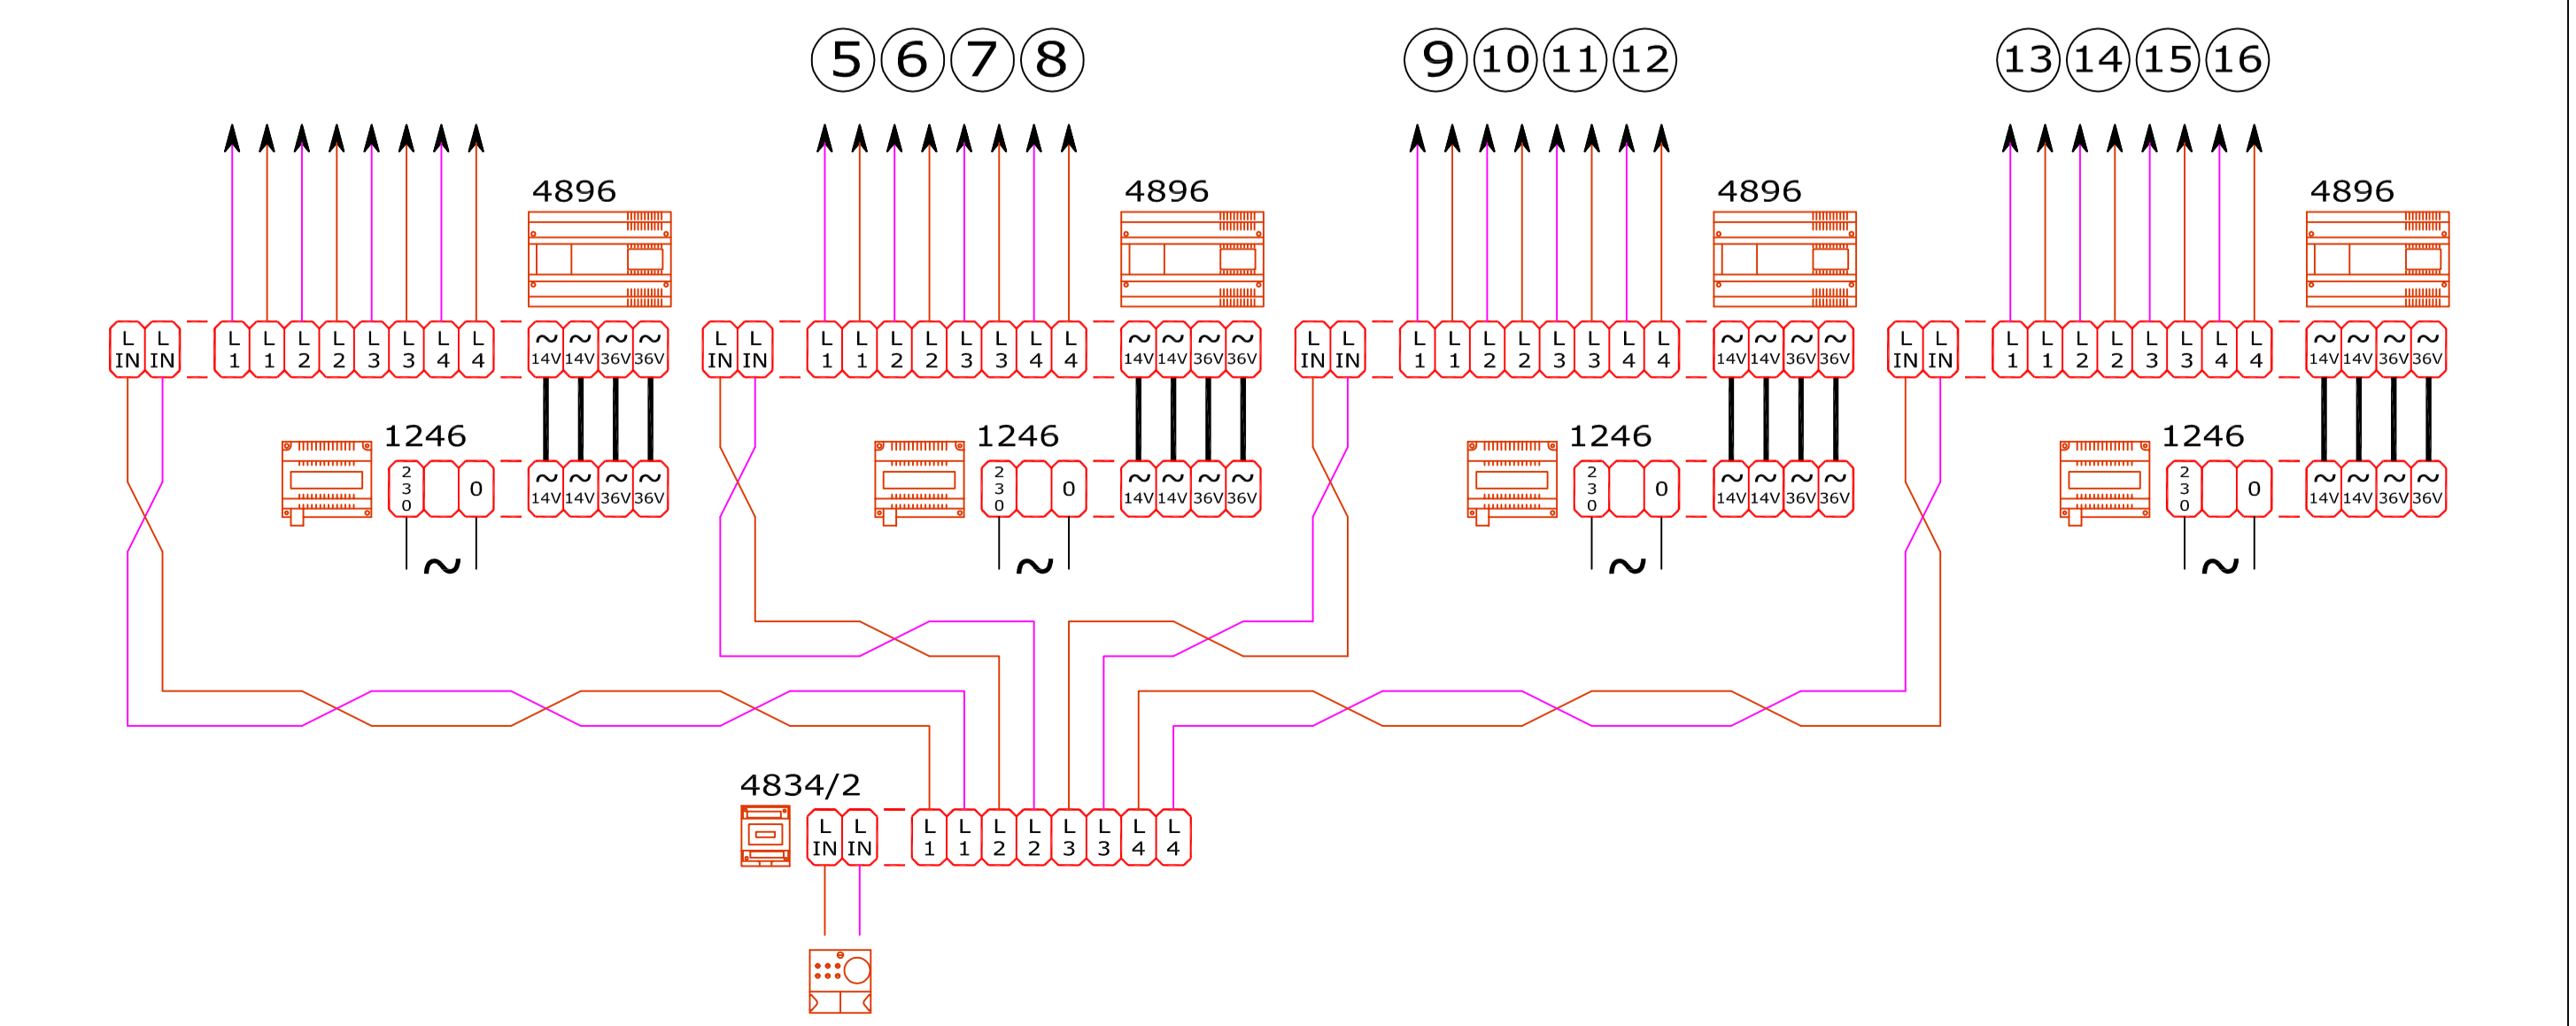 5 6 7 8 9 10 11 12 13 14 15 16
4896 4896 4896 4896
L IN L IN L 1 L 1 L 2 L 2 L 3 L 3 L 4 L 4 ~ 14V ~ 14V ~ 36V ~ 36V
L IN L IN L 1 L 1 L 2 L 2 L 3 L 3 L 4 L 4 ~ 14V ~ 14V ~ 36V ~ 36V
L IN L IN L 1 L 1 L 2 L 2 L 3 L 3 L 4 L 4 ~ 14V ~ 14V ~ 36V ~ 36V
L IN L IN L 1 L 1 L 2 L 2 L 3 L 3 L 4 L 4 ~ 14V ~ 14V ~ 36V ~ 36V
1246 1246 1246 1246
230 0 ~ 14V ~ 14V ~ 36V ~ 36V
230 0 ~ 14V ~ 14V ~ 36V ~ 36V
230 0 ~ 14V ~ 14V ~ 36V ~ 36V
230 0 ~ 14V ~ 14V ~ 36V ~ 36V
~ ~ ~ ~
4834/2
L IN L IN L 1 L 1 L 2 L 2 L 3 L 3 L 4 L 4